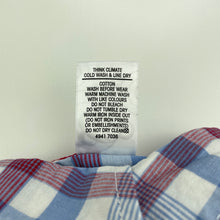 THINK CLIMATE
COLD WASH & LINE DRY
COTTON
WASH BEFORE WEAR
WARM MACHINE WASH
WITH LIKE COLOURS
DO NOT BLEACH
DO NOT TUMBLE DRY
WARM IRON INSIDE OUT
(DO NOT IRON PRINTS
OR EMBROIDERY)
DO NOT DRY CLEAN
4941 7036